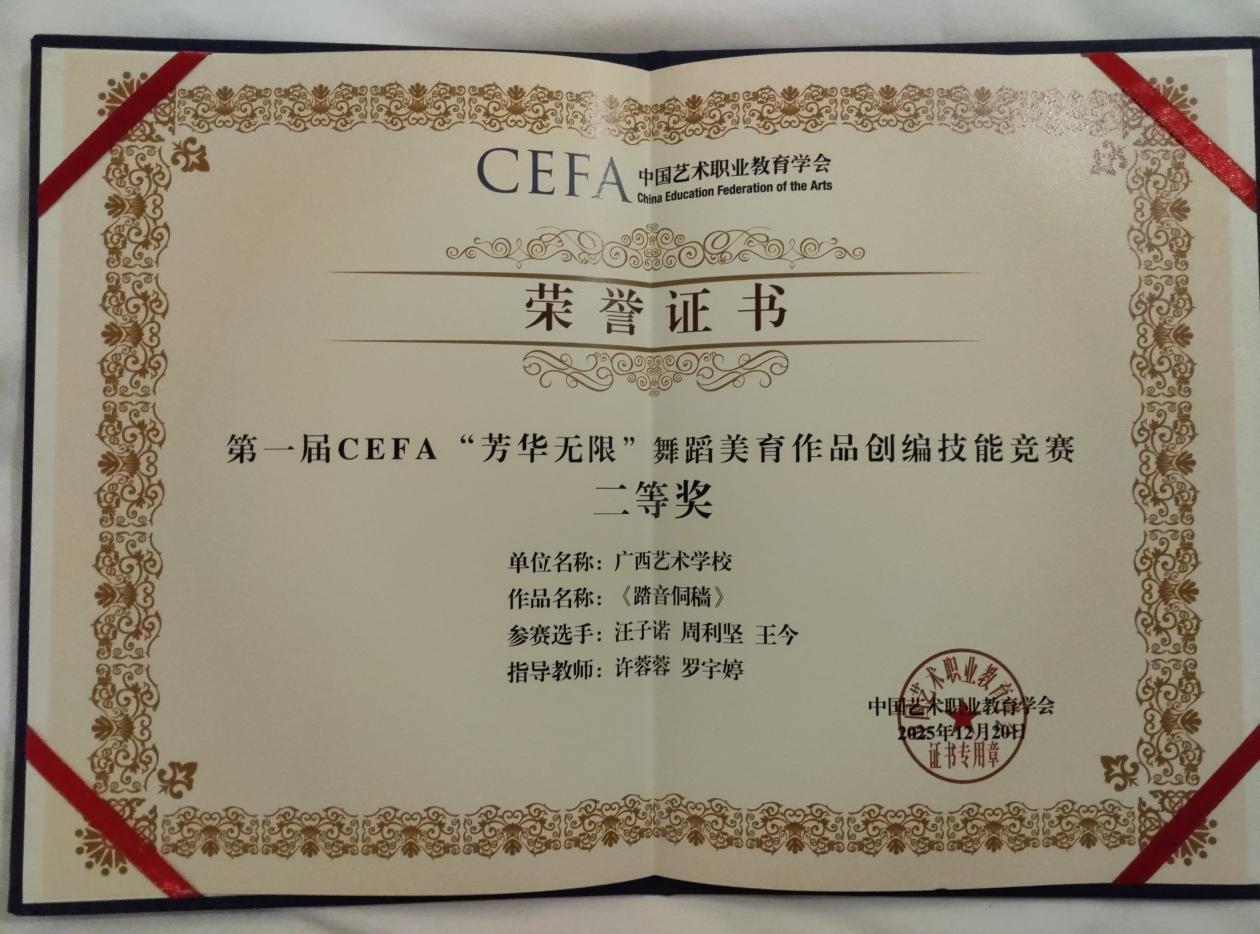 CEFA 中国艺术职业教育学会
China Education Federation of the Arts
荣誉证书
第一届CEFA“芳华无限”舞蹈美育作品创编技能竞赛
二等奖
单位名称：广西艺术学校
作品名称：《踏音侗穑》
参赛选手：汪子诺 周利坚 王今
指导教师：许蓉蓉 罗宇婷
中国艺术职业教育学会
2025年12月20日
证书专用章